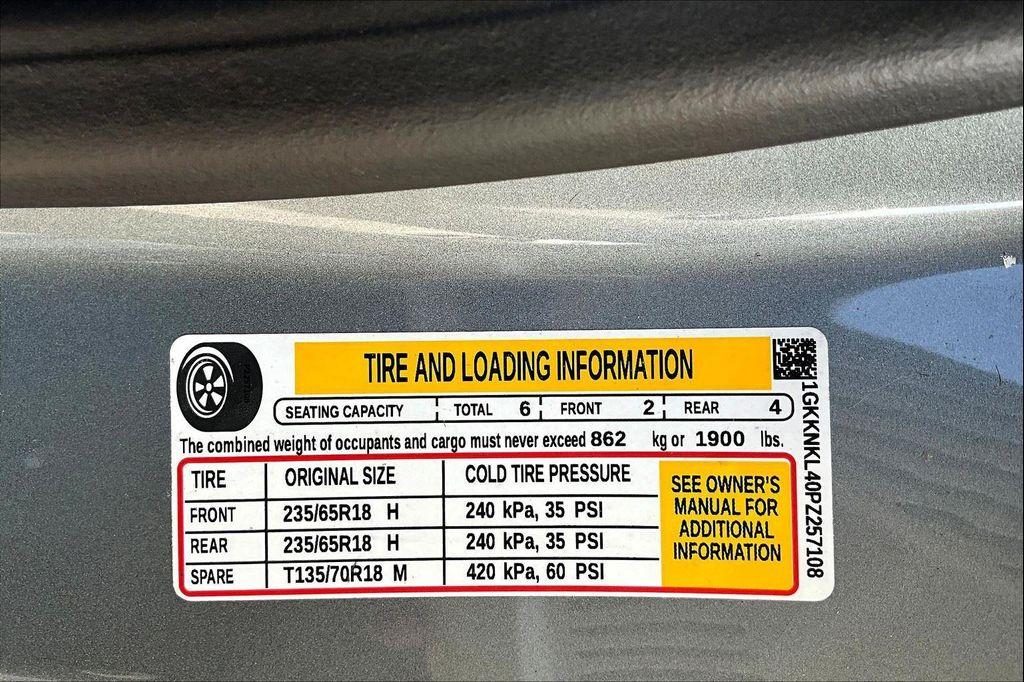 TIRE AND LOADING INFORMATION
SEATING CAPACITY TOTAL 6 FRONT 2 REAR 4
The combined weight of occupants and cargo must never exceed 862 kg or 1900 lbs.
TIRE ORIGINAL SIZE COLD TIRE PRESSURE
FRONT 235/65R18 H 240 kPa, 35 PSI
REAR 235/65R18 H 240 kPa, 35 PSI
SPARE T135/70R18 M 420 kPa, 60 PSI
SEE OWNER'S
MANUAL FOR
ADDITIONAL
INFORMATION
1GKKNKL40PZ257108